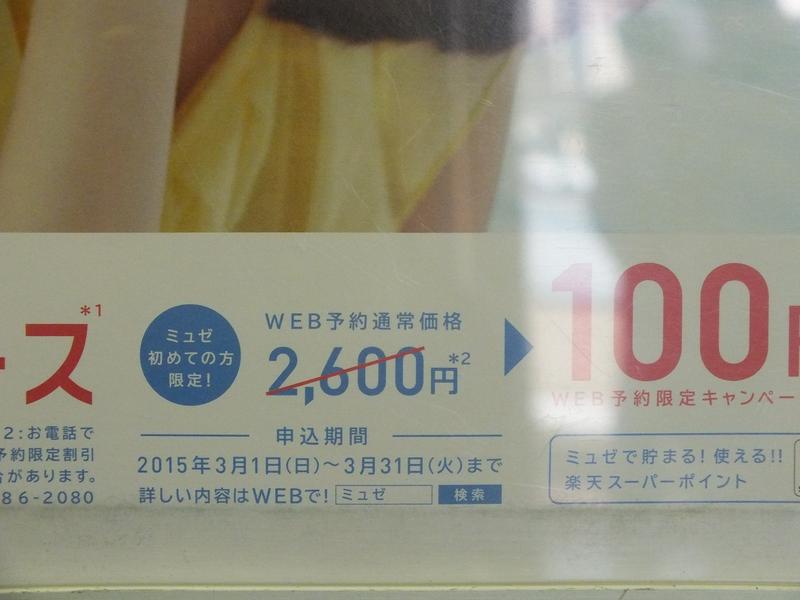 ース*1
ミュゼ
初めての方
限定!
WEB予約通常価格
2,600円*2
100円
WEB予約限定キャンペー
2:お電話で
予約限定割引
合があります。
86-2080
申込期間
2015年3月1日(日)～3月31日(火)まで
詳しい内容はWEBで! ミュゼ 検索
ミュゼで貯まる! 使える!!
楽天スーパーポイント